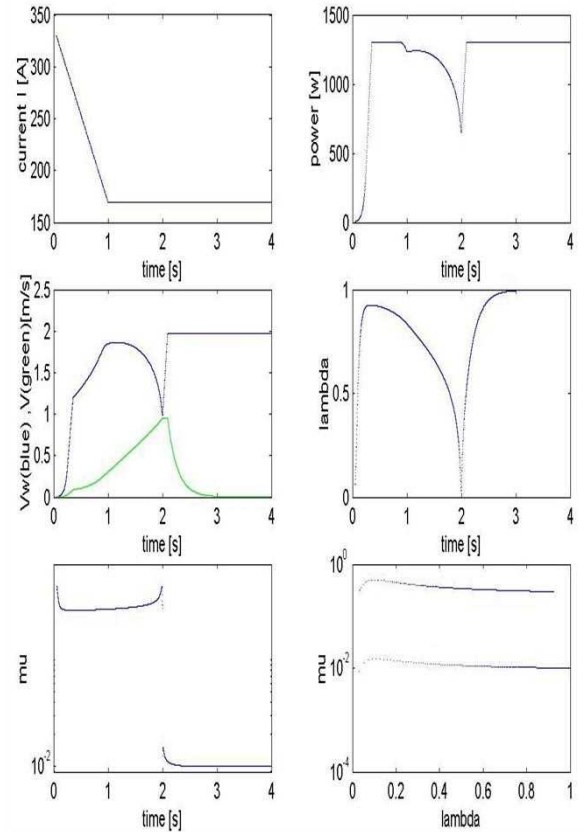 current I [A]
350
300
250
200
150
0 1 2 3 4
time [s]
power [w]
1500
1000
500
0
0 1 2 3 4
time [s]
Vw(blue) ,V(green)[m/s]
2.5
2
1.5
1
0.5
0
0 1 2 3 4
time [s]
lambda
1
0.5
0
0 1 2 3 4
time [s]
mu
10-2
0 1 2 3 4
time [s]
mu
100
10-2
10-4
0 0.2 0.4 0.6 0.8 1
lambda